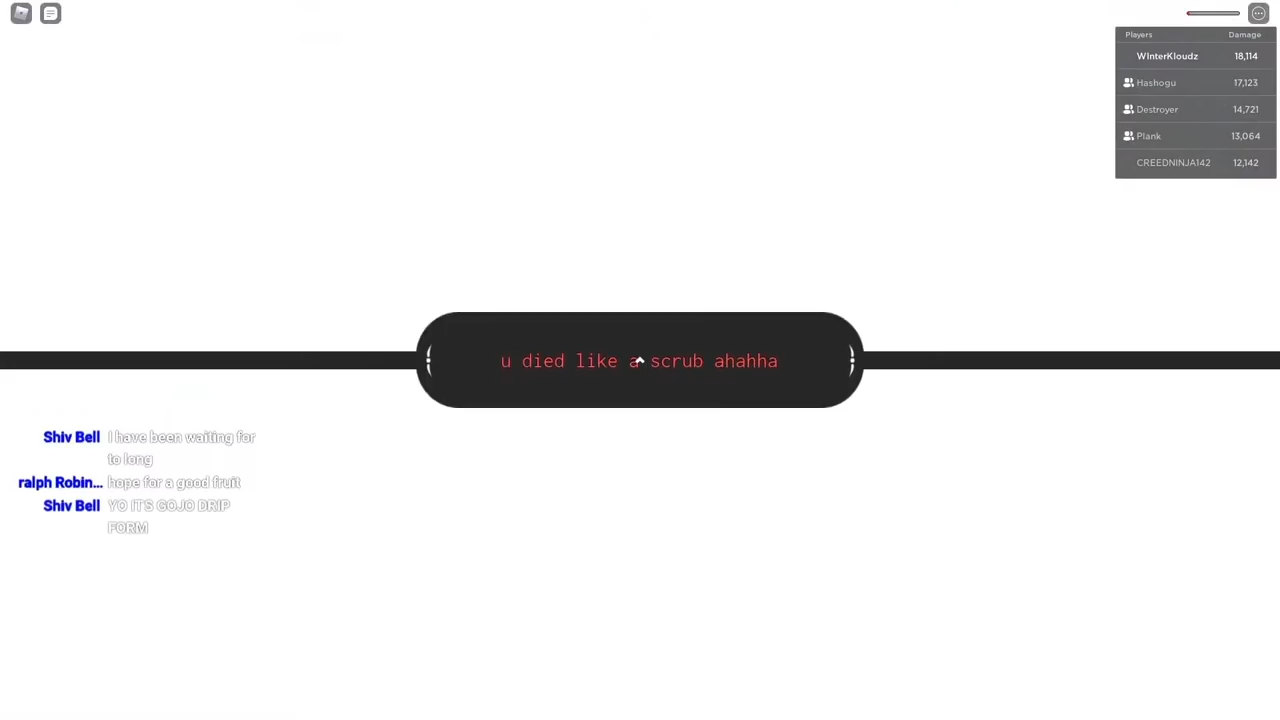 Players Damage
WInterKloudz 18,114
Hashogu 17,123
Destroyer 14,721
Plank 13,064
CREEDNINJA142 12,142
u died like a scrub ahahha
Shiv Bell I have been waiting for
to long
ralph Robin... hope for a good fruit
Shiv Bell YO IT'S GOJO DRIP
FORM